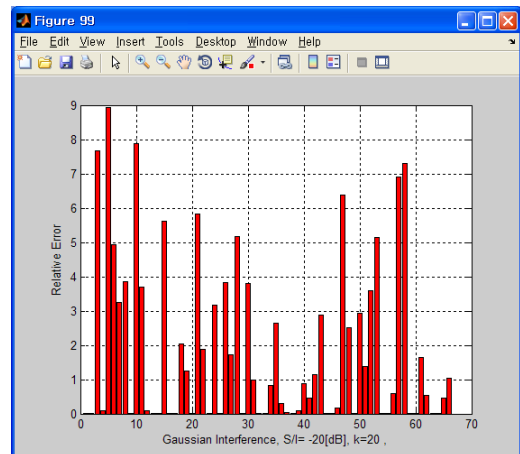 Figure 99
File Edit View Insert Tools Desktop Window Help
9
8
7
6
5
4
3
2
1
0
Relative Error
0 10 20 30 40 50 60 70
Gaussian Interference, S/I= -20[dB], k=20 ,